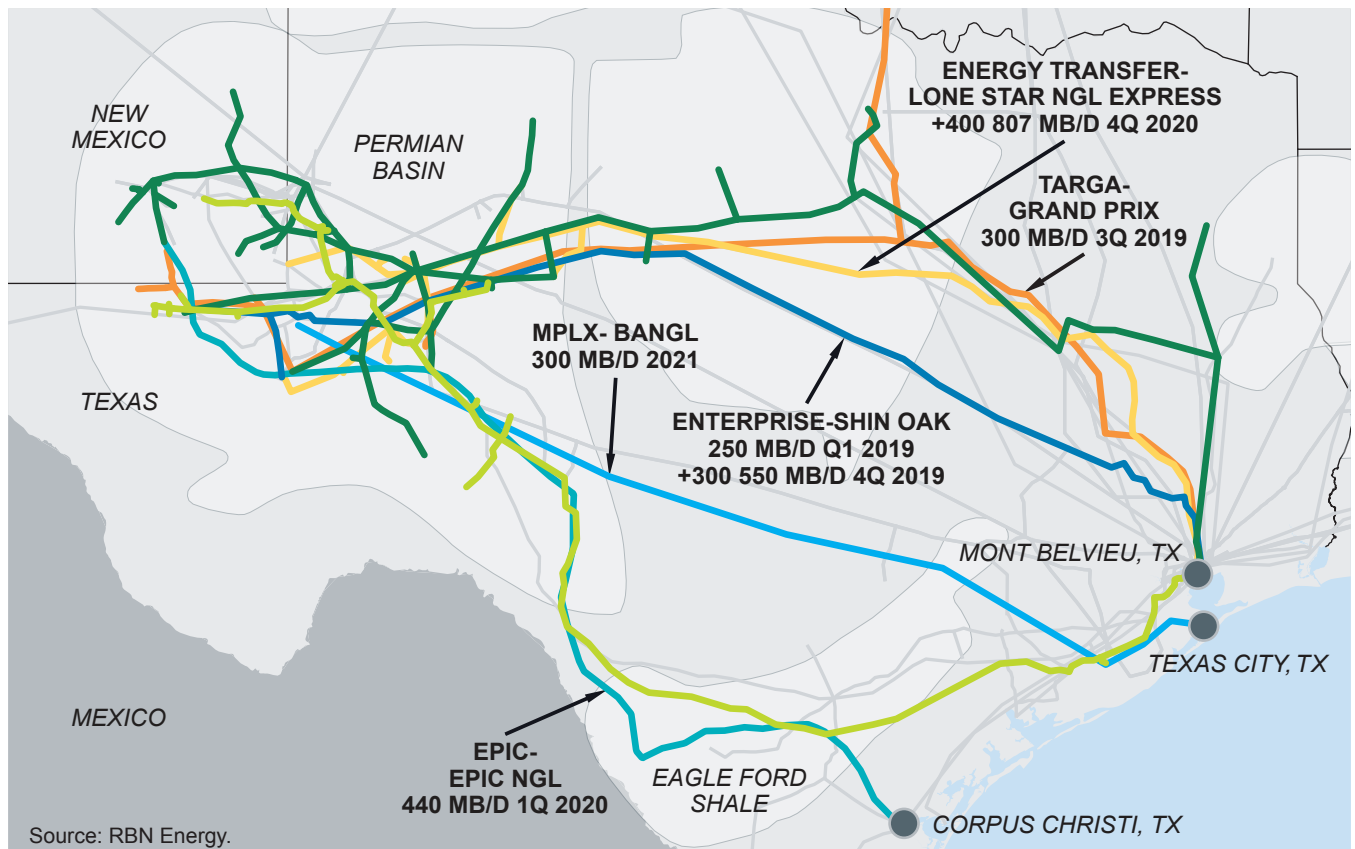 ENERGY TRANSFER-
LONE STAR NGL EXPRESS
+400 807 MB/D 4Q 2020
NEW
MEXICO
PERMIAN
BASIN
TARGA-
GRAND PRIX
300 MB/D 3Q 2019
MPLX- BANGL
300 MB/D 2021
TEXAS
ENTERPRISE-SHIN OAK
250 MB/D Q1 2019
+300 550 MB/D 4Q 2019
MONT BELVIEU, TX
TEXAS CITY, TX
MEXICO
EPIC-
EPIC NGL
440 MB/D 1Q 2020
EAGLE FORD
SHALE
CORPUS CHRISTI, TX
Source: RBN Energy.